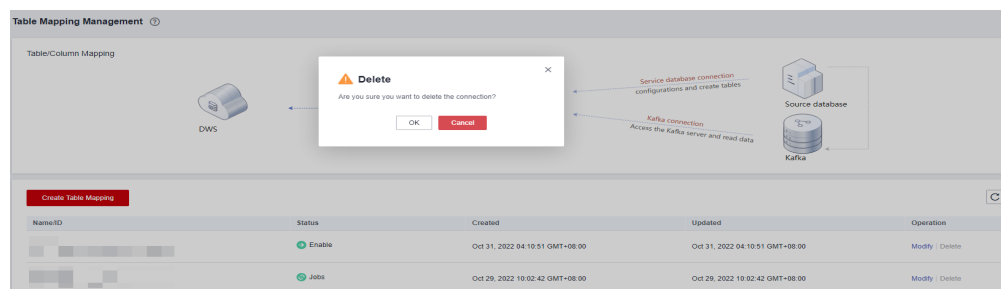 Table Mapping Management ?
Table/Column Mapping
DWS
Delete
Are you sure you want to delete the connection?
OK Cancel
Service database connection
configurations and create tables
Source database
Kafka connection
Access the Kafka server and read data
Kafka
Create Table Mapping
Name/ID Status Created Updated Operation
Enable Oct 31, 2022 04:10:51 GMT+08:00 Oct 31, 2022 04:10:51 GMT+08:00 Modify | Delete
Jobs Oct 29, 2022 10:02:42 GMT+08:00 Oct 29, 2022 10:02:42 GMT+08:00 Modify | Delete